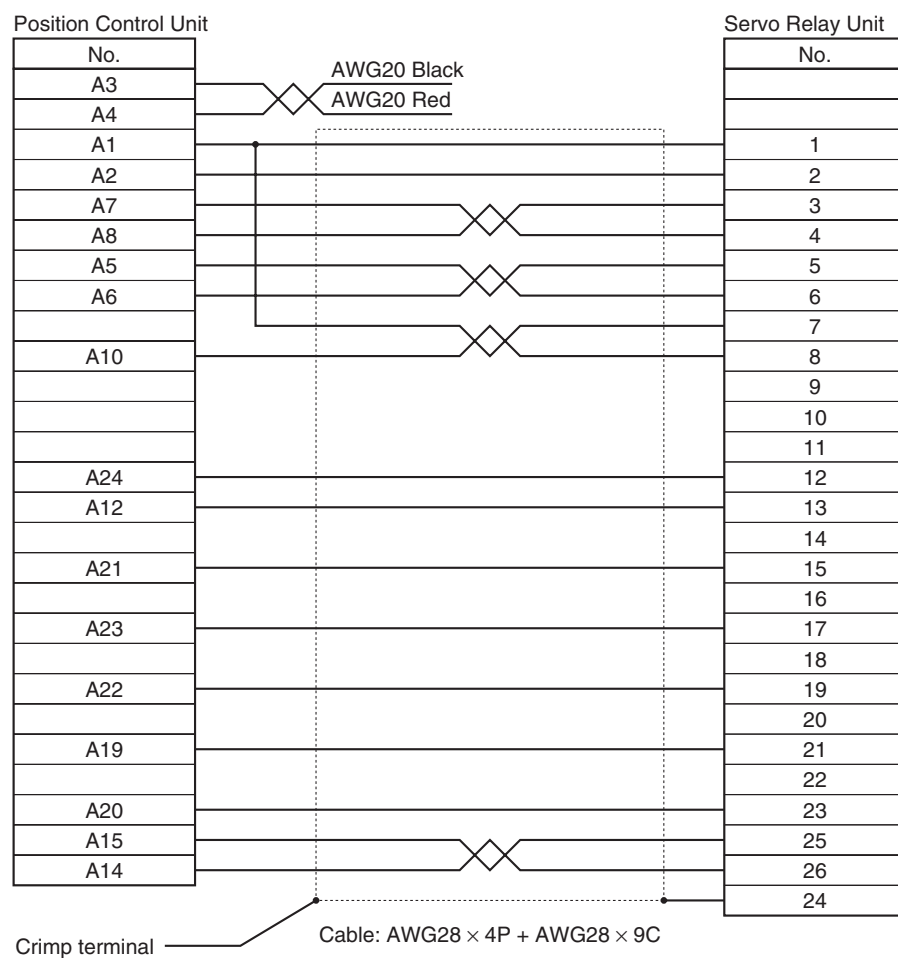 Position Control Unit Servo Relay Unit
No. No.
AWG20 Black
A3
AWG20 Red
A4
A1 1
A2 2
A7 3
A8 4
A5 5
A6 6
7
A10 8
9
10
11
A24 12
A12 13
14
A21 15
16
A23 17
18
A22 19
20
A19 21
22
A20 23
A15 25
A14 26
24
Crimp terminal
Cable: AWG28 × 4P + AWG28 × 9C